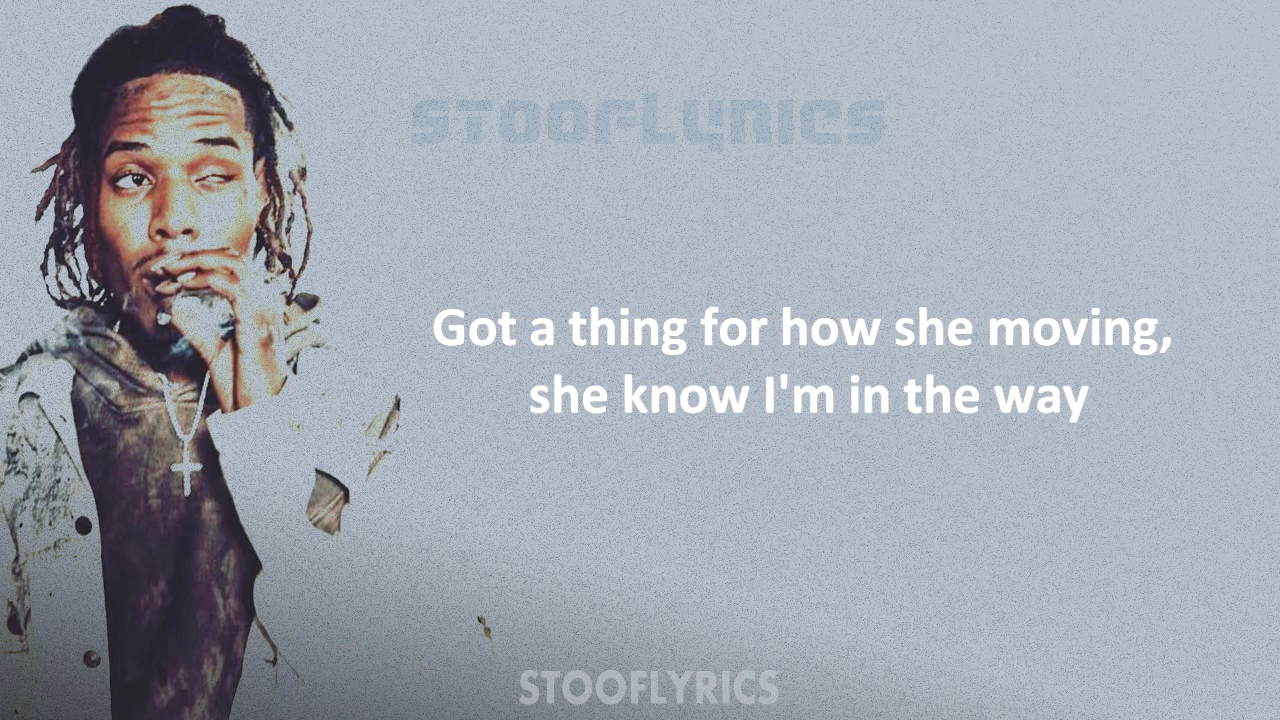 STOOFLYRICS
Got a thing for how she moving,
she know I'm in the way
STOOFLYRICS